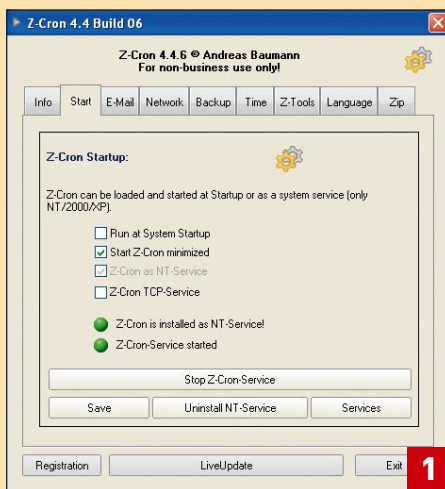 Z-Cron 4.4 Build 06
Z-Cron 4.4.6 © Andreas Baumann
For non-business use only!
Info Start E-Mail Network Backup Time Z-Tools Language Zip
Z-Cron Startup:
Z-Cron can be loaded and started at Startup or as a system service (only
NT/2000/XP).
Run at System Startup
Start Z-Cron minimized
Z-Cron as NT-Service
Z-Cron TCP-Service
Z-Cron is installed as NT-Service!
Z-Cron-Service started
Stop Z-Cron-Service
Save Uninstall NT-Service Services
Registration LiveUpdate Exit
1